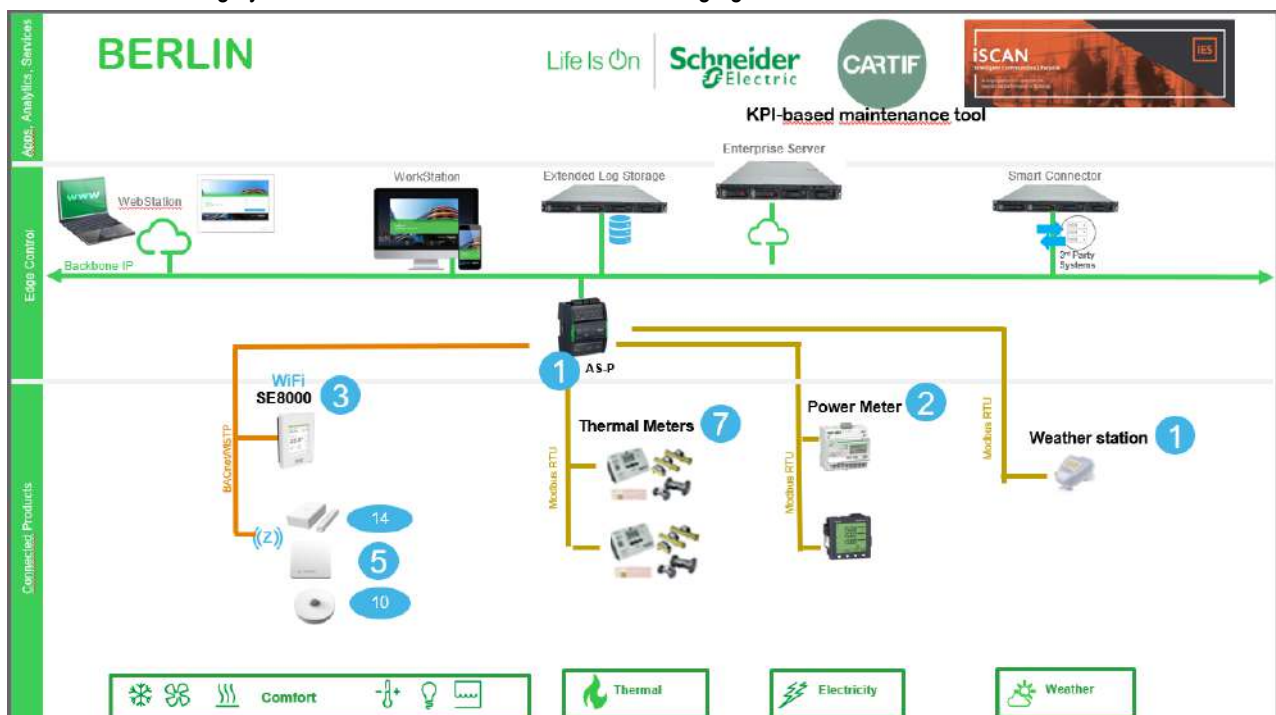 BERLIN
Life Is On
Schneider
Electric
CARTIF
iSCAN
IES
KPI-based maintenance tool
Apps, Analytics, Services
Enterprise Server
WorkStation
Extended Log Storage
Smart Connector
www
WebStation
3rd Party
Systems
Backbone IP
Edge Control
1
AS-P
WiFi
SE8000
3
Thermal Meters
7
Power Meter
2
Weather station
1
BACnet/MSTP
Modbus RTU
Modbus RTU
Modbus RTU
((Z))
14
5
10
Connected Products
Comfort
Thermal
Electricity
Weather